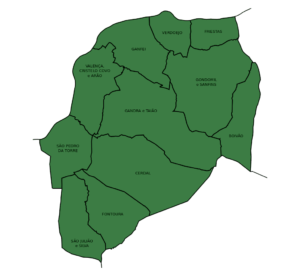 VERDOEJO
FRIESTAS
GANFEI
VALENÇA,
CRISTELO COVO
e ARÃO
GONDOMIL
e SANFINS
GANDRA e TAIÃO
BOIVÃO
SÃO PEDRO
DA TORRE
CERDAL
FONTOURA
SÃO JULIÃO
e SILVA